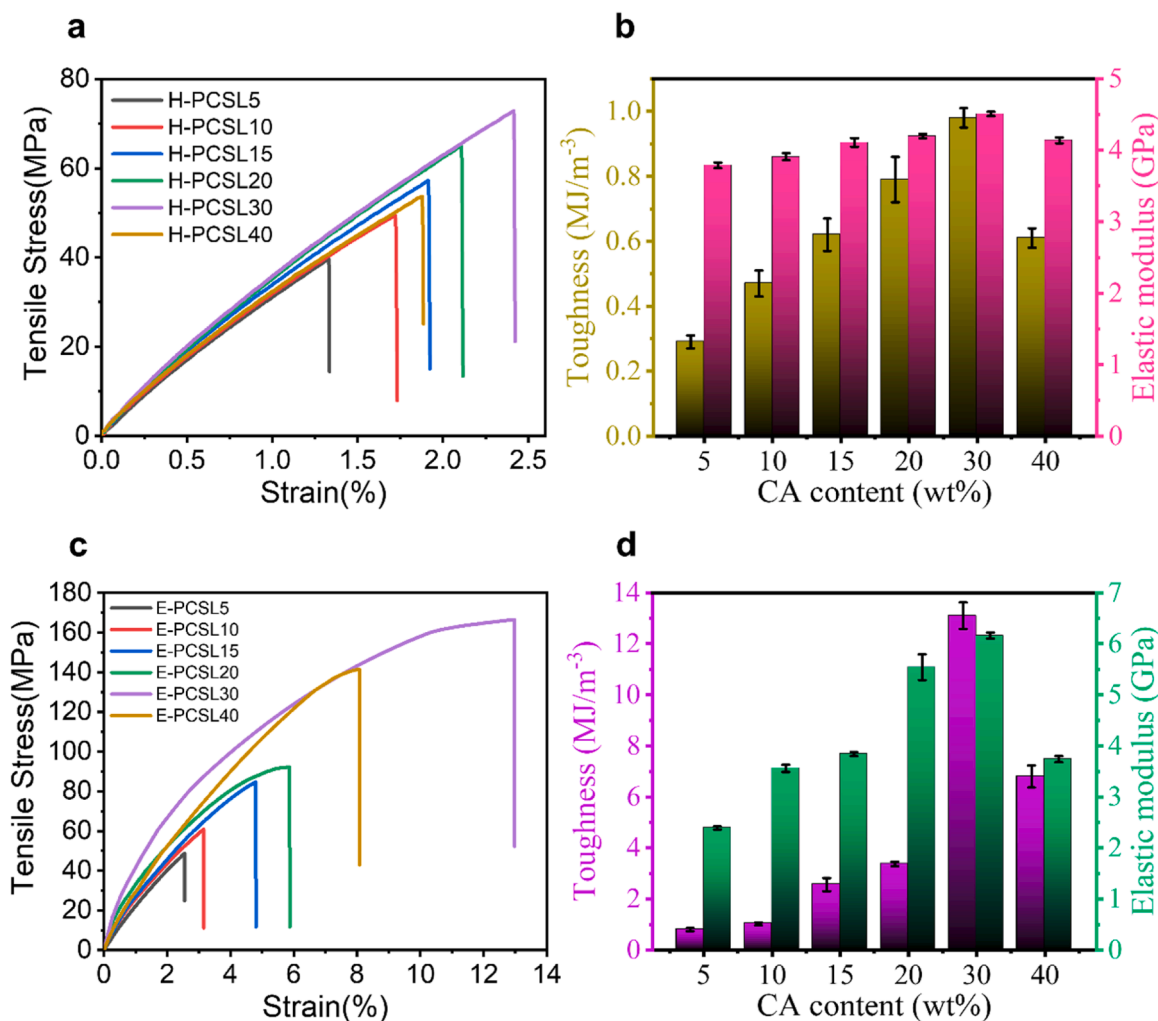 a
b
80
60
40
20
0
Tensile Stress(MPa)
H-PCSL5
H-PCSL10
H-PCSL15
H-PCSL20
H-PCSL30
H-PCSL40
0.0 0.5 1.0 1.5 2.0 2.5
Strain(%)
1.0
0.8
0.6
0.4
0.2
0.0
Toughness (MJ/m⁻³)
5
4
3
2
1
0
Elastic modulus (GPa)
5 10 15 20 30 40
CA content (wt%)
c
d
180
160
140
120
100
80
60
40
20
0
Tensile Stress(MPa)
E-PCSL5
E-PCSL10
E-PCSL15
E-PCSL20
E-PCSL30
E-PCSL40
0 2 4 6 8 10 12 14
Strain(%)
14
12
10
8
6
4
2
0
Toughness (MJ/m⁻³)
7
6
5
4
3
2
1
0
Elastic modulus (GPa)
5 10 15 20 30 40
CA content (wt%)